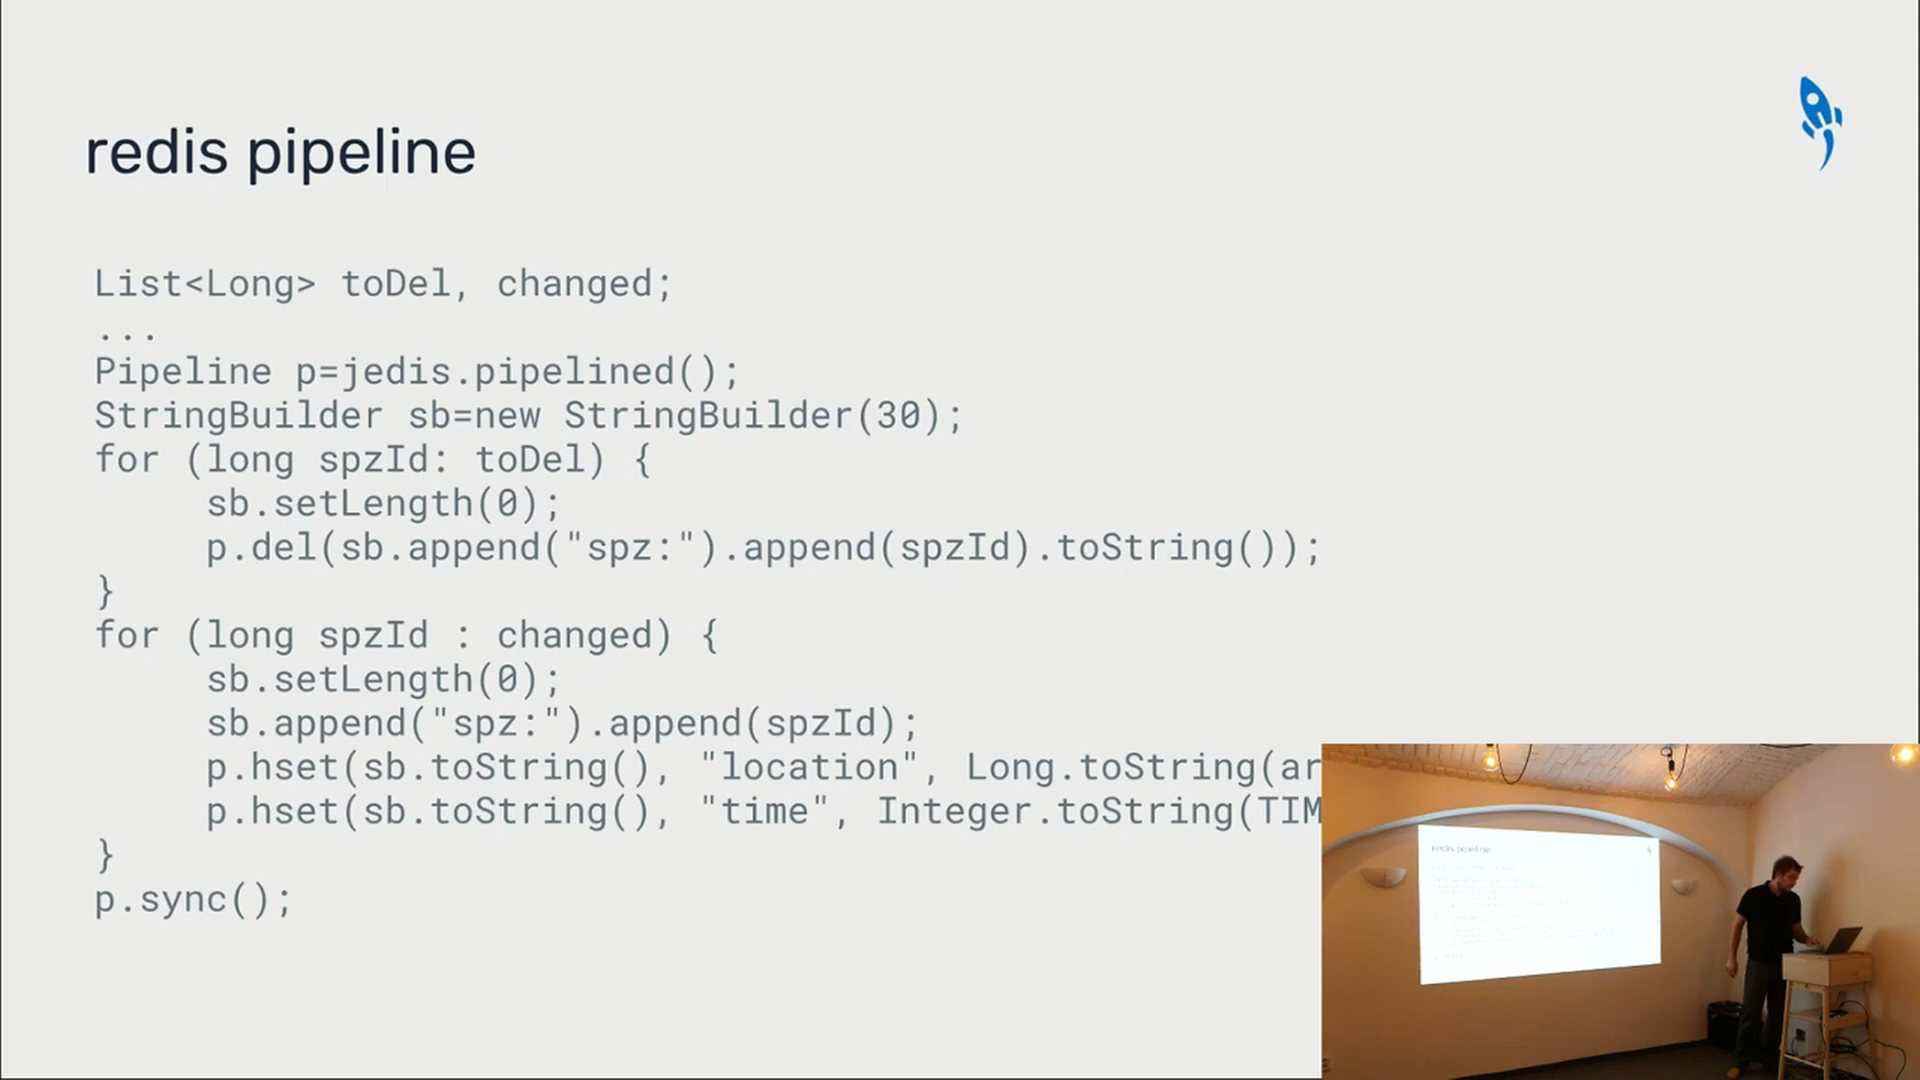 redis pipeline
List<Long> toDel, changed;
...
Pipeline p=jedis.pipelined();
StringBuilder sb=new StringBuilder(30);
for (long spzId: toDel) {
sb.setLength(0);
p.del(sb.append("spz:").append(spzId).toString());
}
for (long spzId : changed) {
sb.setLength(0);
sb.append("spz:").append(spzId);
p.hset(sb.toString(), "location", Long.toString(ar
p.hset(sb.toString(), "time", Integer.toString(TIM
}
p.sync();
redis pipeline